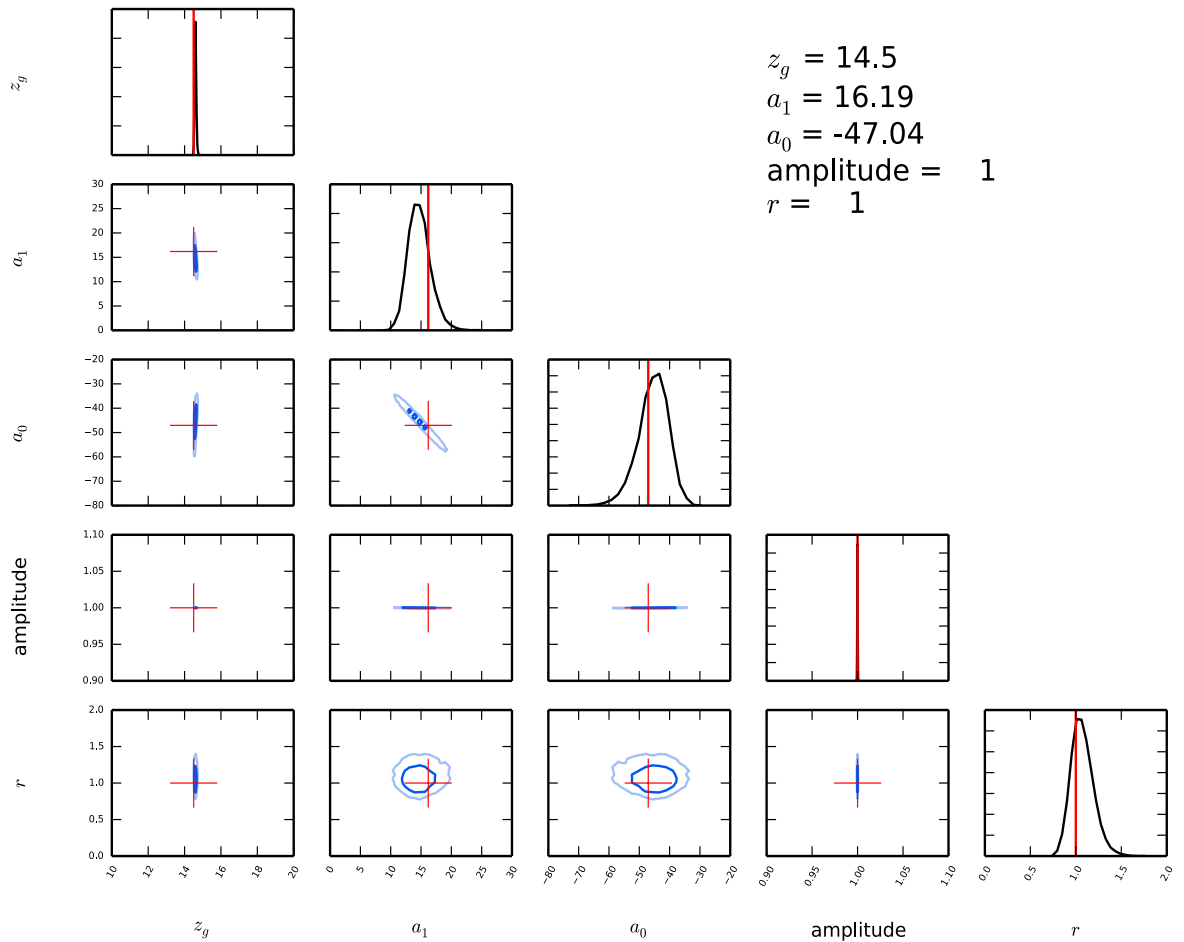 z_g
z_g = 14.5
a_1 = 16.19
a_0 = -47.04
amplitude = 1
r = 1
a_1
30
25
20
15
10
5
0
a_0
−20
−30
−40
−50
−60
−70
−80
amplitude
1.10
1.05
1.00
0.95
0.90
r
2.0
1.5
1.0
0.5
0.0
10 12 14 16 18 20 0 5 10 15 20 25 30 −80 −70 −60 −50 −40 −30 −20 0.90 0.95 1.00 1.05 1.10 0.0 0.5 1.0 1.5 2.0
z_g a_1 a_0 amplitude r